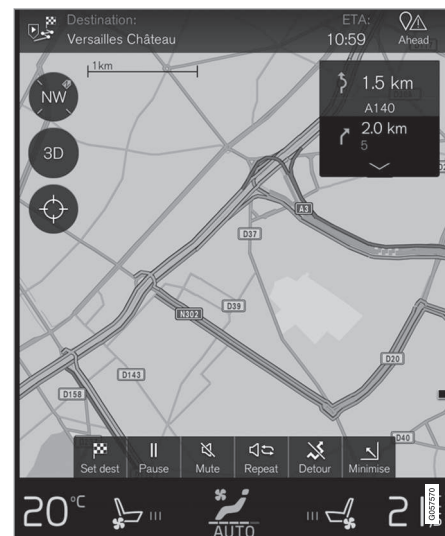 Destination:
Versailles Château
ETA:
10:59
Ahead
1km
NW
3D
1.5 km
A140
2.0 km
5
A3
D37
D39
N302
D20
D143
D158
D40
Set dest
Pause
Mute
Repeat
Detour
Minimise
20°C
AUTO
2
G057570